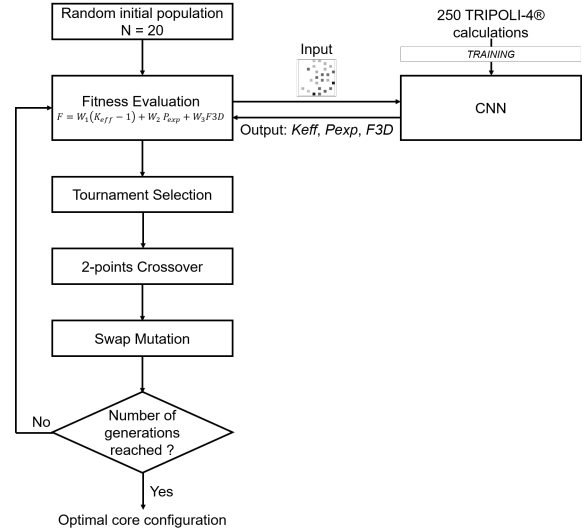 Random initial population
N = 20
250 TRIPOLI-4®
calculations
TRAINING
Input
Fitness Evaluation
F = W₁(Kₑff − 1) + W₂ Pₑₓₚ + W₃F3D
CNN
Output: Keff, Pexp, F3D
Tournament Selection
2-points Crossover
Swap Mutation
Number of
generations
reached ?
No
Yes
Optimal core configuration